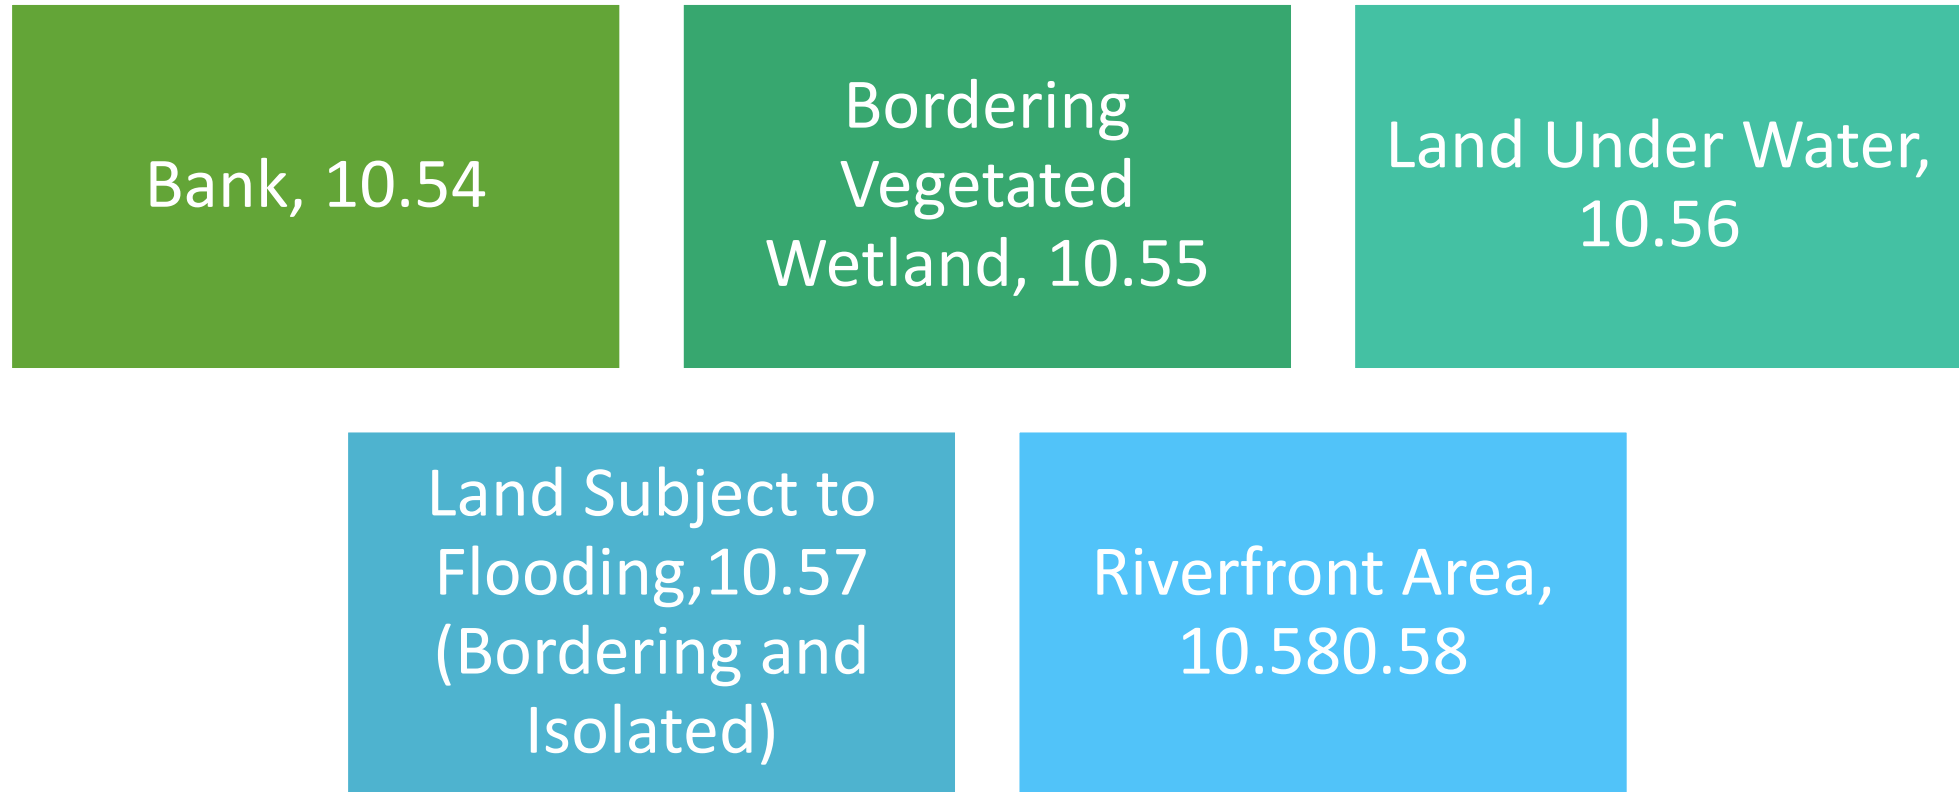 Bank, 10.54
Bordering
Vegetated
Wetland, 10.55
Land Under Water,
10.56
Land Subject to
Flooding,10.57
(Bordering and
Isolated)
Riverfront Area,
10.580.58